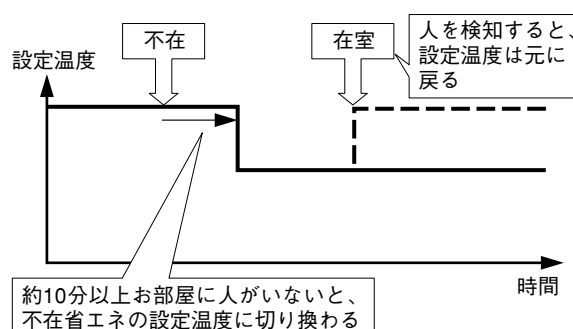 不在
在室
人を検知すると、
設定温度は元に
戻る
設定温度
時間
約10分以上お部屋に人がいないと、
不在省エネの設定温度に切り換わる